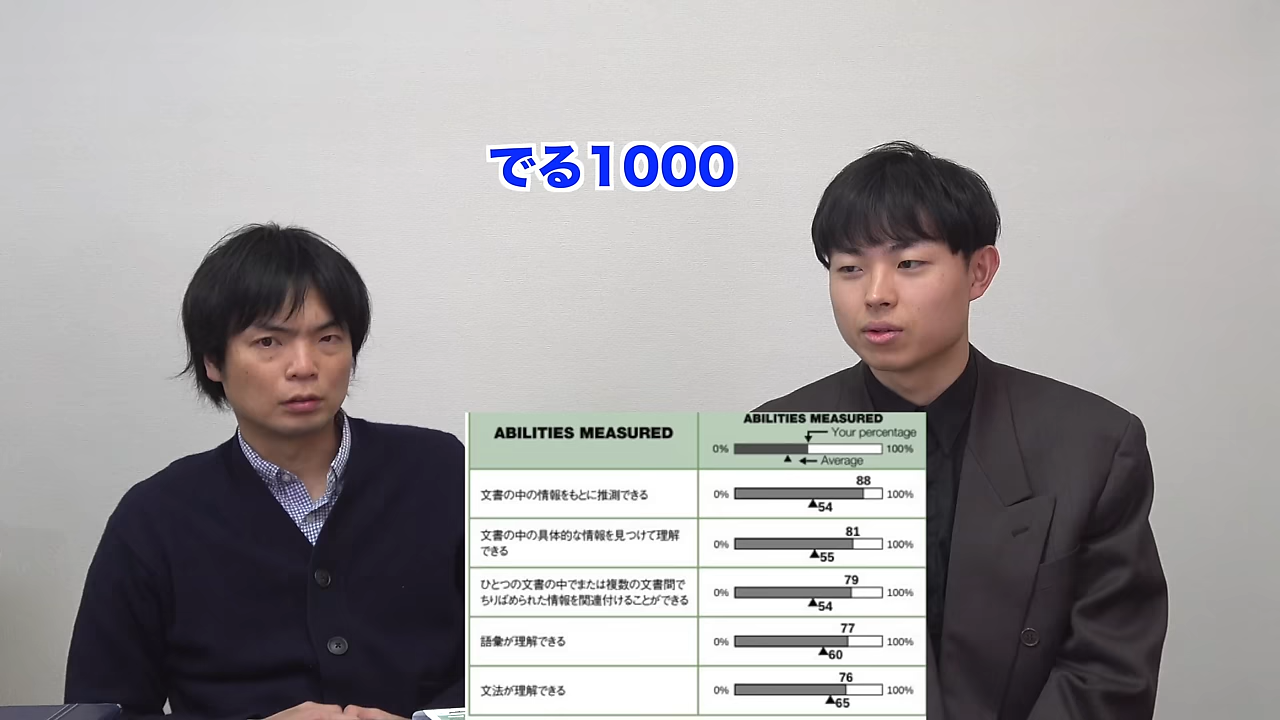 でる1000
ABILITIES MEASURED
ABILITIES MEASURED
Your percentage
0%
100%
Average
文書の中の情報をもとに推測できる
0%
88
100%
54
文書の中の具体的な情報を見つけて理解
できる
0%
81
100%
55
ひとつの文書の中でまたは複数の文書間で
ちりばめられた情報を関連付けることができる
0%
79
100%
54
語彙が理解できる
0%
77
100%
60
文法が理解できる
0%
76
100%
65